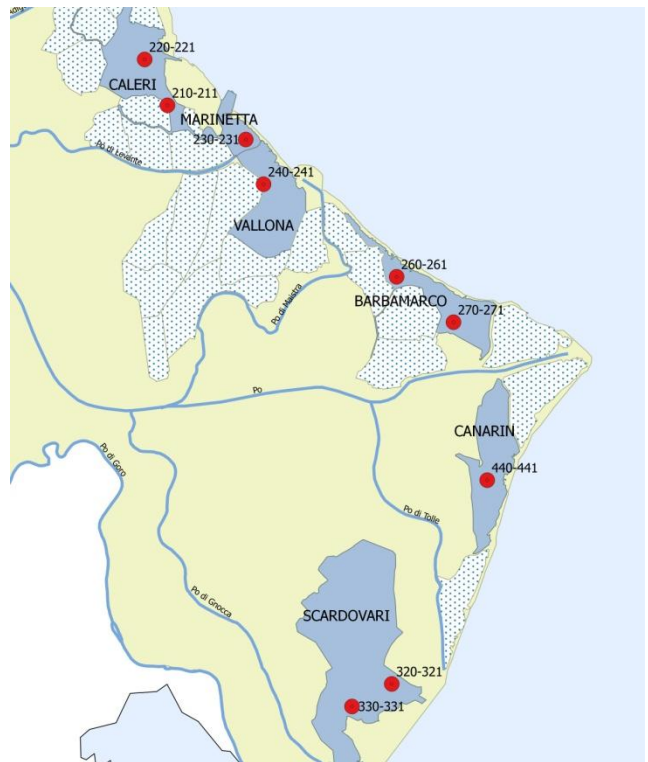 220-221
CALERI
210-211
MARINETTA
230-231
Po di Levante
240-241
VALLONA
260-261
BARBAMARCO
Po di Maistra
270-271
Po
CANARIN
Po di Goro
440-441
Po di Tolle
Po di Gnocca
SCARDOVARI
320-321
330-331